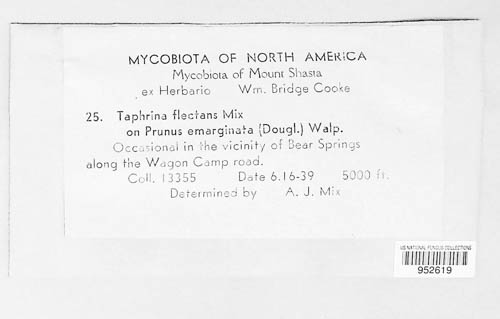 MYCOBIOTA OF NORTH AMERICA
Mycobiota of Mount Shasta
ex Herbario Wm. Bridge Cooke
25. Taphrina flectans Mix
on Prunus emarginata (Dougl.) Walp.
Occasional in the vicinity of Bear Springs
along the Wagon Camp road.
Coll. 13355 Date 6.16-39 5000 ft.
Determined by A. J. Mix
US NATIONAL FUNGUS COLLECTIONS
952619